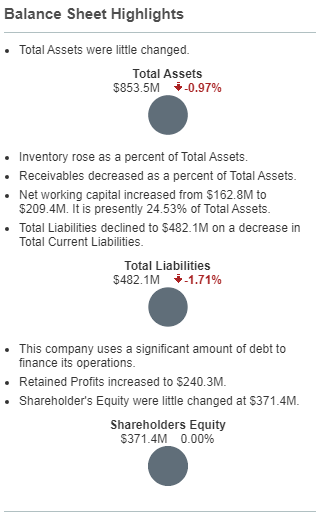 Balance Sheet Highlights
• Total Assets were little changed.
Total Assets
$853.5M -0.97%
• Inventory rose as a percent of Total Assets.
• Receivables decreased as a percent of Total Assets.
• Net working capital increased from $162.8M to
$209.4M. It is presently 24.53% of Total Assets.
• Total Liabilities declined to $482.1M on a decrease in
Total Current Liabilities.
Total Liabilities
$482.1M -1.71%
• This company uses a significant amount of debt to
finance its operations.
• Retained Profits increased to $240.3M.
• Shareholder's Equity were little changed at $371.4M.
Shareholders Equity
$371.4M 0.00%